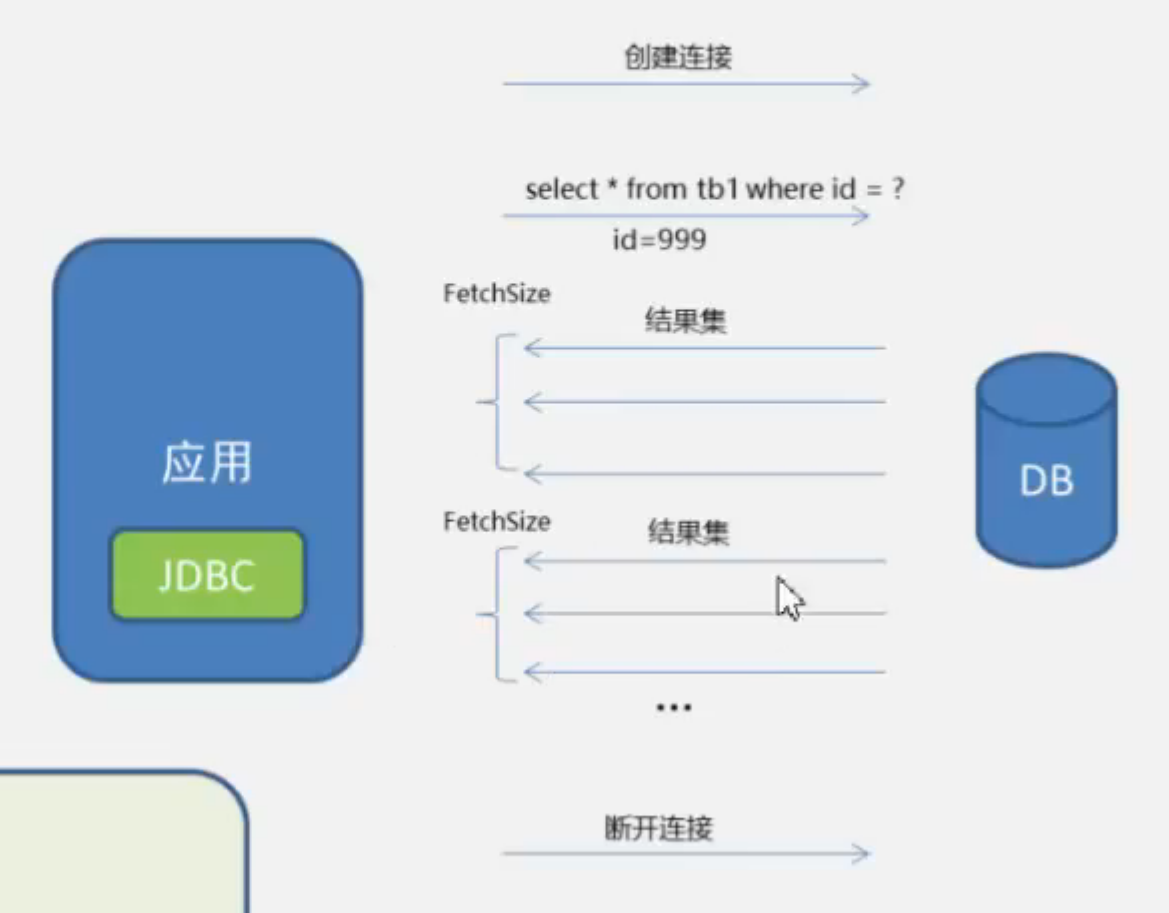 创建连接
select * from tb1 where id = ?
id=999
FetchSize
结果集
应用
DB
FetchSize
结果集
JDBC
...
断开连接